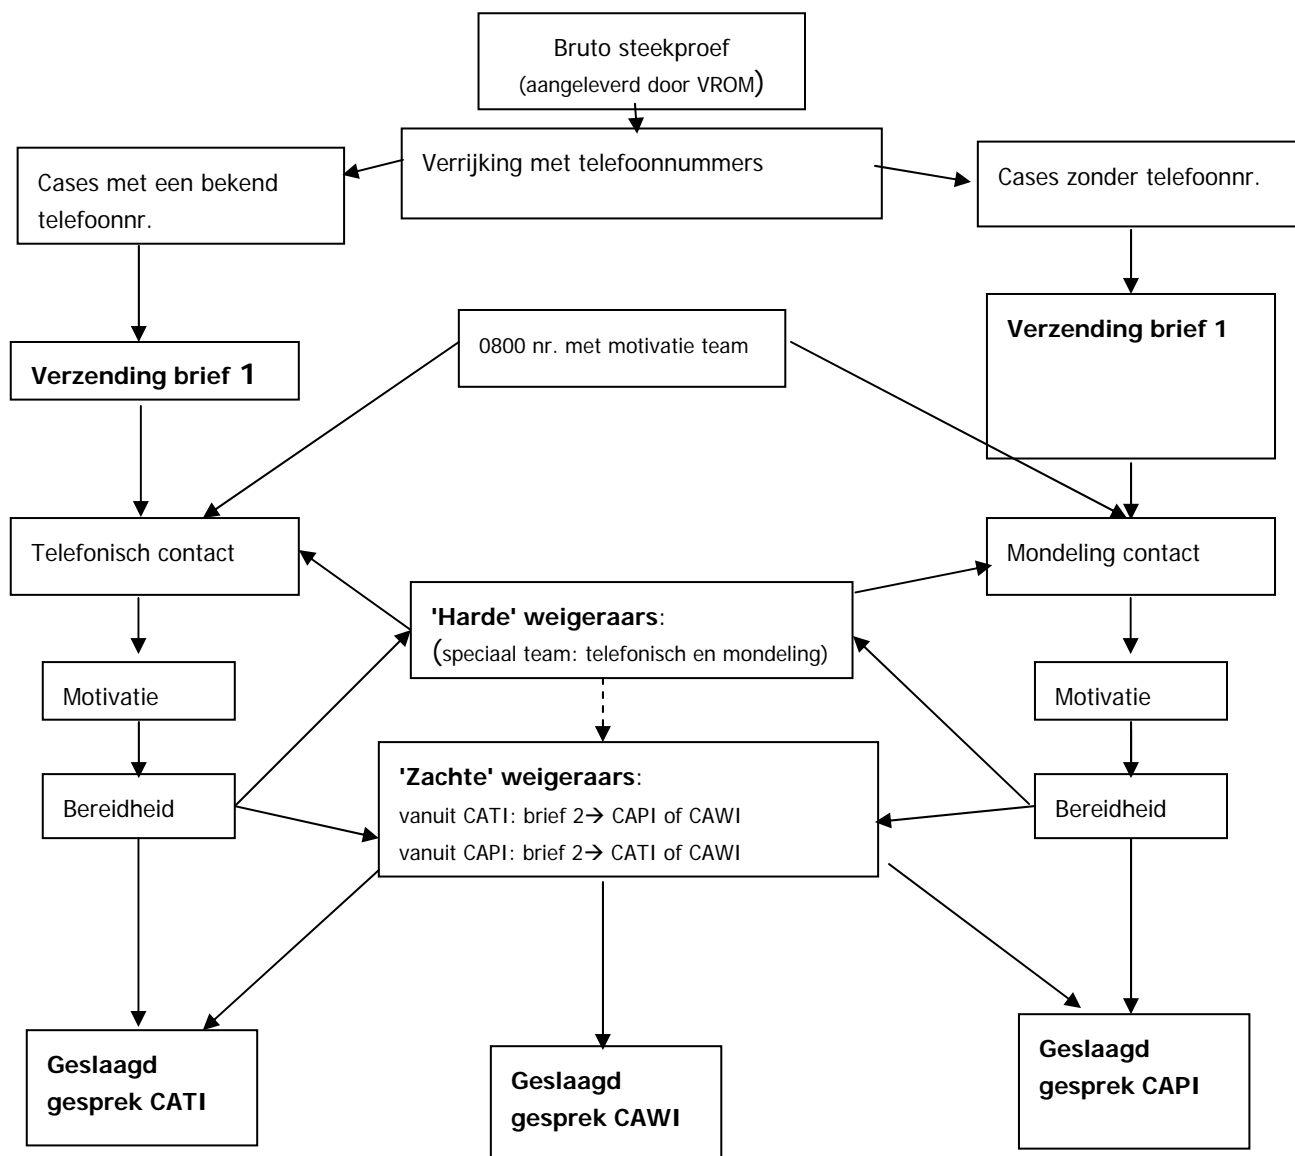 Bruto steekproef
(aangeleverd door VROM)
Verrijking met telefoonnummers
Cases met een bekend
telefoonnr.
Cases zonder telefoonnr.
Verzending brief 1
0800 nr. met motivatie team
Verzending brief 1
Telefonisch contact
Mondeling contact
'Harde' weigeraars:
(speciaal team: telefonisch en mondeling)
Motivatie
Motivatie
'Zachte' weigeraars:
vanuit CATI: brief 2→ CAPI of CAWI
vanuit CAPI: brief 2→ CATI of CAWI
Bereidheid
Bereidheid
Geslaagd
gesprek CATI
Geslaagd
gesprek CAWI
Geslaagd
gesprek CAPI